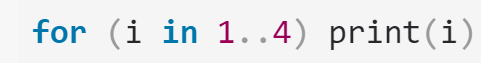 for (i in 1..4) print(i)